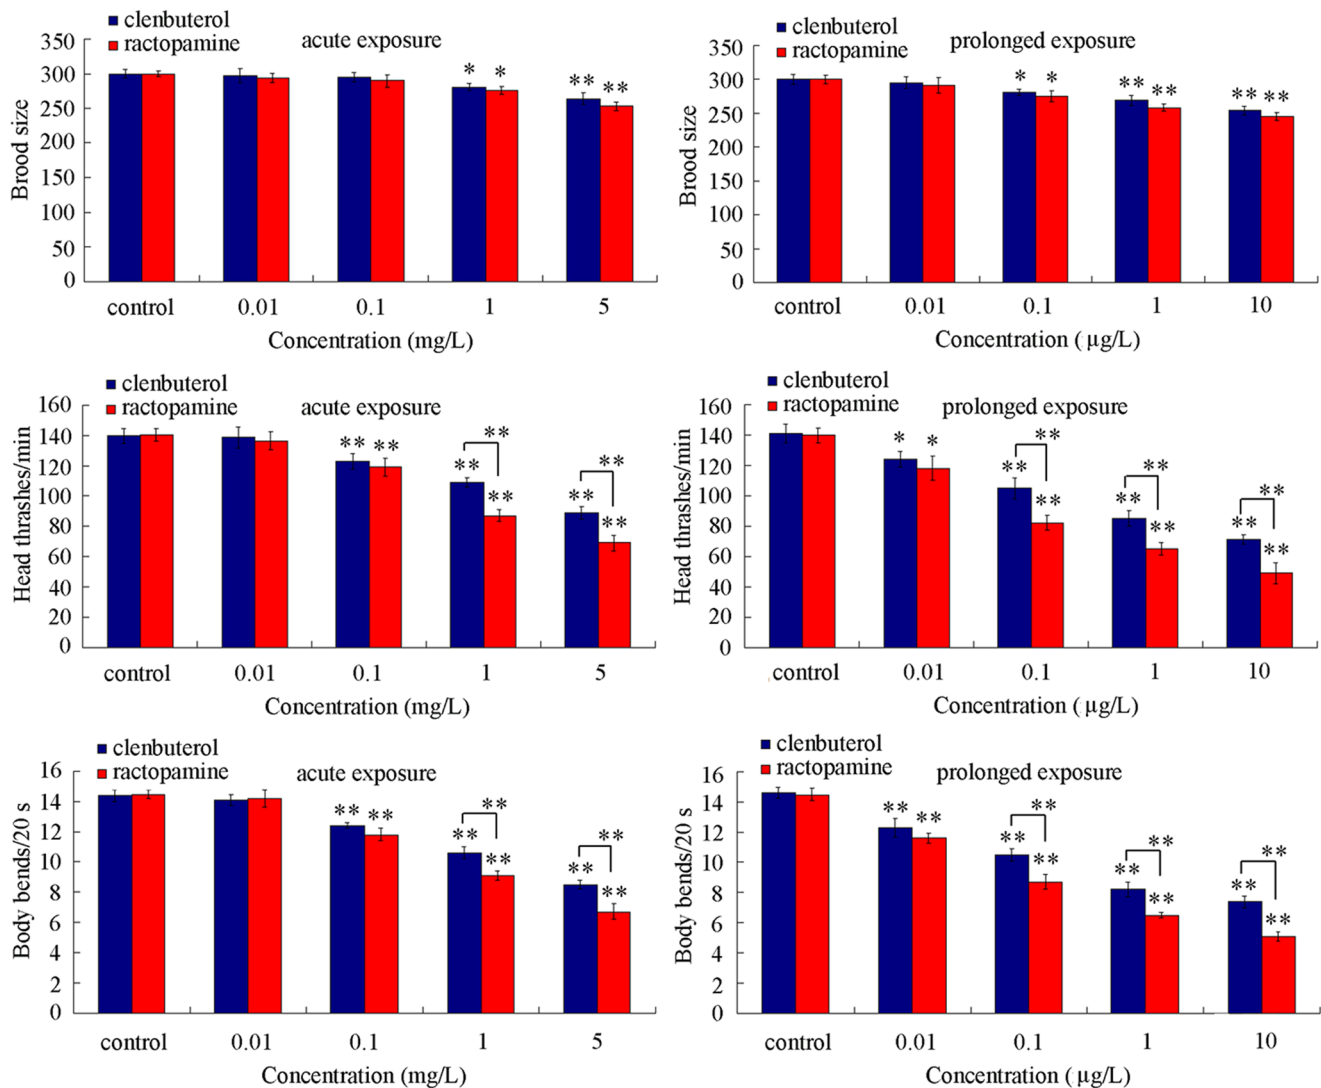 clenbuterol
ractopamine
acute exposure
350
300
250
200
150
100
50
0
Brood size
* *
** **
control 0.01 0.1 1 5
Concentration (mg/L)
clenbuterol
ractopamine
prolonged exposure
350
300
250
200
150
100
50
0
Brood size
* *
** **
** **
control 0.01 0.1 1 10
Concentration ( µg/L)
clenbuterol
ractopamine
acute exposure
160
140
120
100
80
60
40
20
0
Head thrashes/min
** **
**
** **
**
** **
control 0.01 0.1 1 5
Concentration (mg/L)
clenbuterol
ractopamine
prolonged exposure
160
140
120
100
80
60
40
20
0
Head thrashes/min
* *
**
** **
**
** **
**
** **
control 0.01 0.1 1 10
Concentration ( µg/L)
clenbuterol
ractopamine
acute exposure
16
14
12
10
8
6
4
2
0
Body bends/20 s
** **
**
** **
**
** **
control 0.01 0.1 1 5
Concentration (mg/L)
clenbuterol
ractopamine
prolonged exposure
16
14
12
10
8
6
4
2
0
Body bends/20 s
** **
**
** **
**
** **
**
** **
control 0.01 0.1 1 10
Concentration ( µg/L)